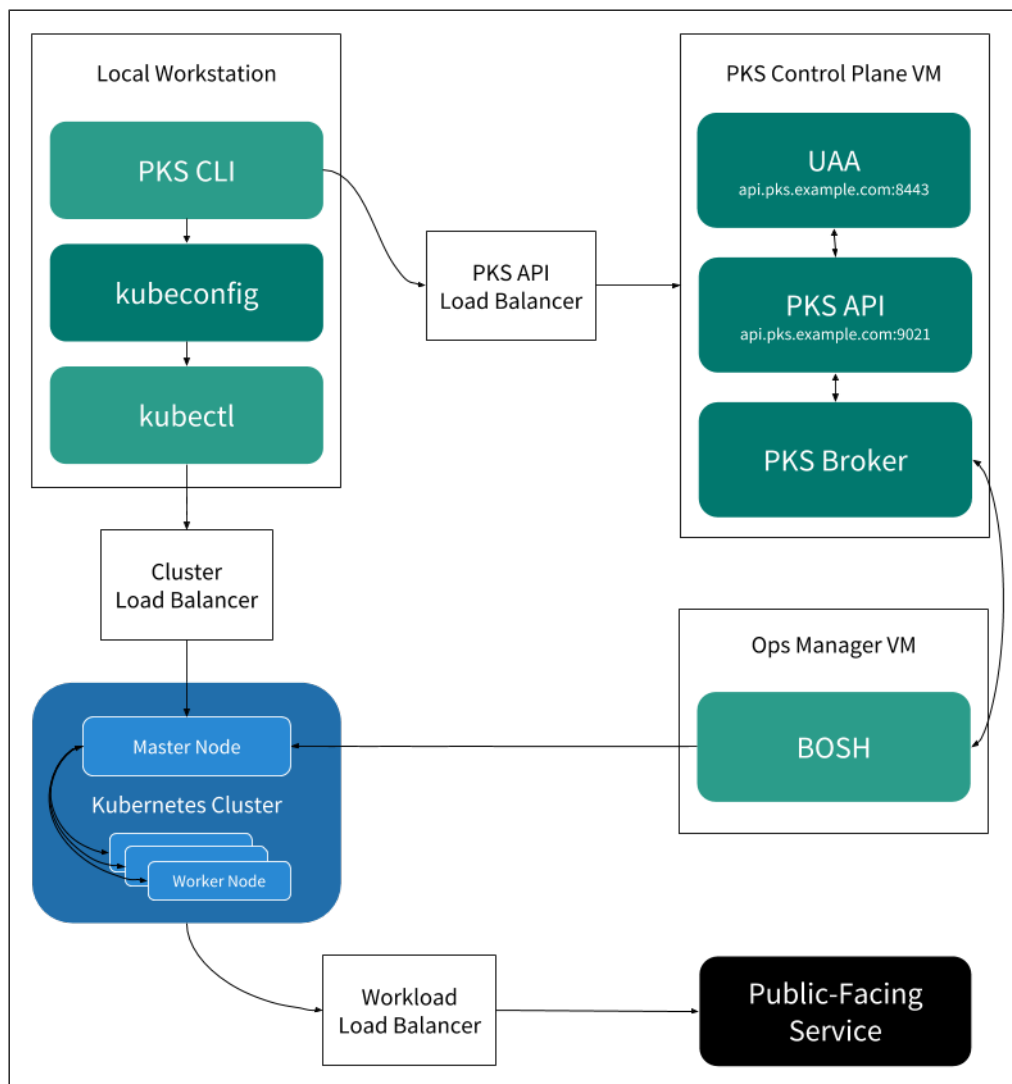 Local Workstation
PKS CLI
kubeconfig
kubectl
PKS API
Load Balancer
PKS Control Plane VM
UAA
api.pks.example.com:8443
PKS API
api.pks.example.com:9021
PKS Broker
Cluster
Load Balancer
Ops Manager VM
BOSH
Master Node
Kubernetes Cluster
Worker Node
Workload
Load Balancer
Public-Facing
Service